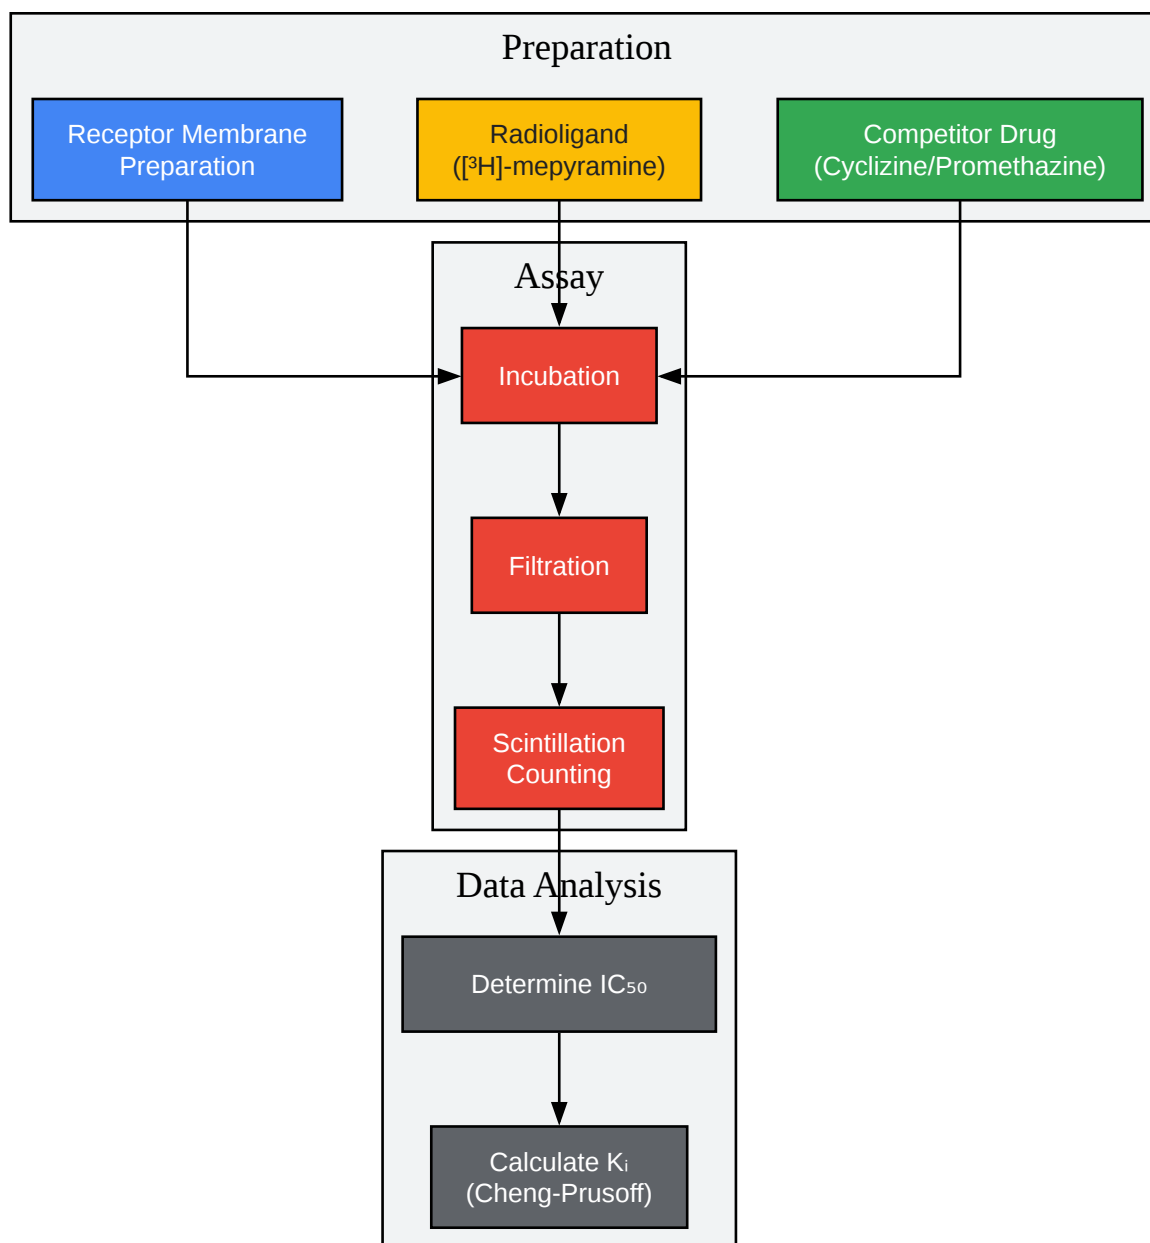 Preparation
Receptor Membrane
Preparation
Radioligand
([³H]-mepyramine)
Competitor Drug
(Cyclizine/Promethazine)
Assay
Incubation
Filtration
Scintillation
Counting
Data Analysis
Determine IC₅₀
Calculate Kᵢ
(Cheng-Prusoff)